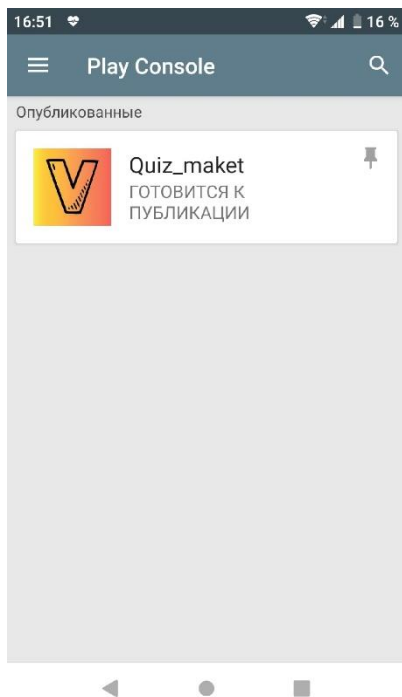 16:51 16 %
Play Console
Опубликованные
V Quiz_maket
ГОТОВИТСЯ К
ПУБЛИКАЦИИ